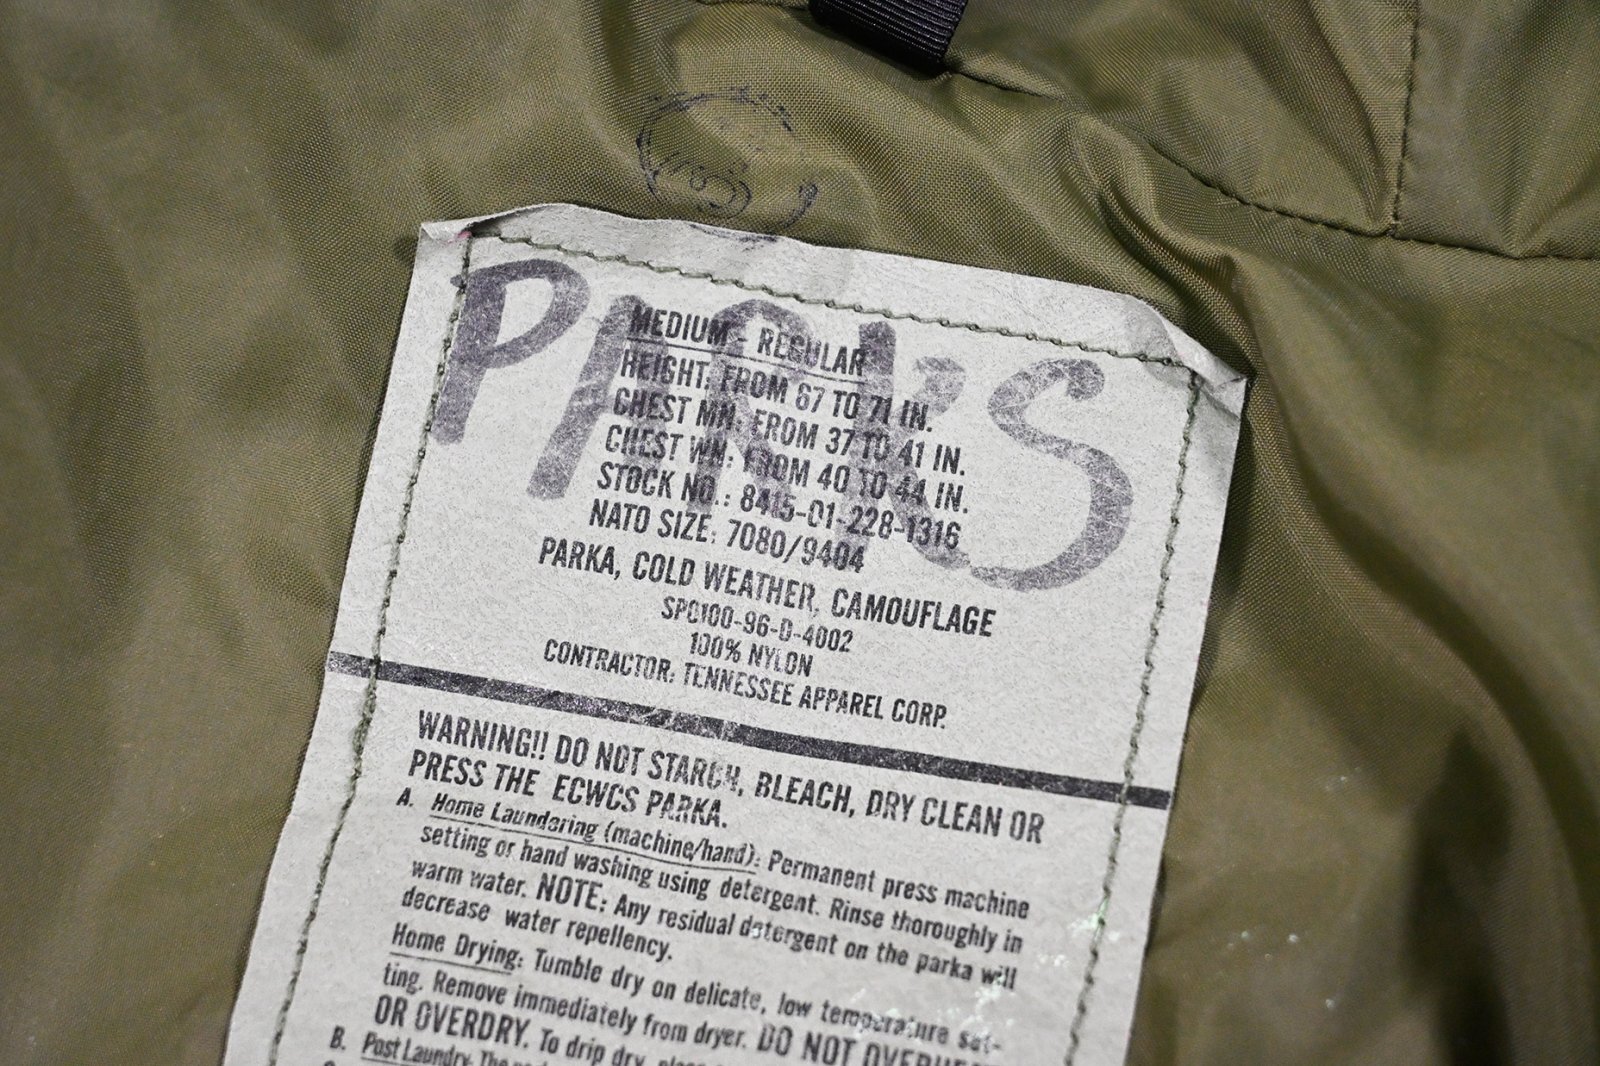 PARKS
MEDIUM - REGULAR
HEIGHT: FROM 67 TO 71 IN.
CHEST MN: FROM 37 TO 41 IN.
CHEST WN: FROM 40 TO 44 IN.
STOCK NO.: 8415-01-228-1316
NATO SIZE: 7080/9404
PARKA, COLD WEATHER, CAMOUFLAGE
SPO100-96-D-4002
100% NYLON
CONTRACTOR: TENNESSEE APPAREL CORP.
WARNING!! DO NOT STARCH, BLEACH, DRY CLEAN OR
PRESS THE ECWCS PARKA.
A. Home Laundering (machine/hand): Permanent press machine
setting or hand washing using detergent. Rinse thoroughly in
warm water. NOTE: Any residual detergent on the parka will
decrease water repellency.
Home Drying: Tumble dry on delicate, low temperature set-
ting. Remove immediately from dryer. DO NOT OVERHEAT
OR OVERDRY. To drip dry,
B. Post Laundry: The